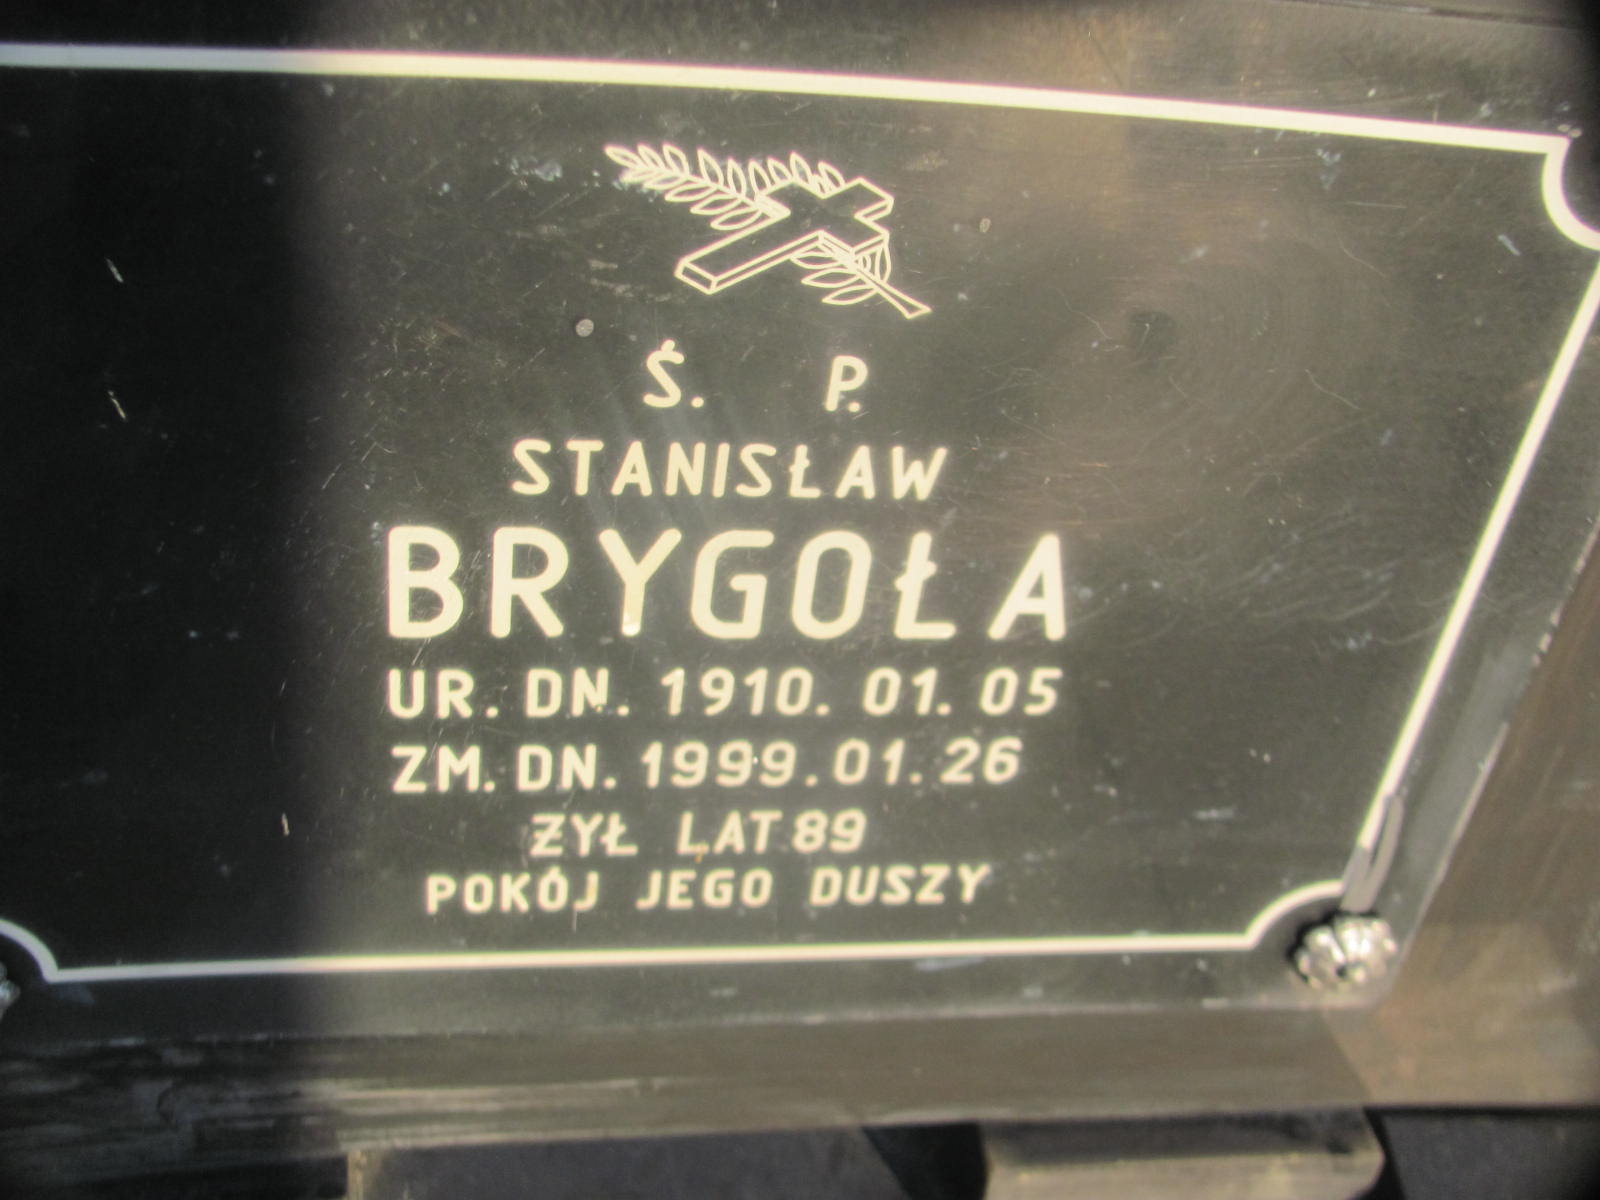 Ś. P.
STANISŁAW
BRYGOŁA
UR. DN. 1910. 01. 05
ZM. DN. 1999. 01. 26
ŻYŁ LAT 89
POKÓJ JEGO DUSZY